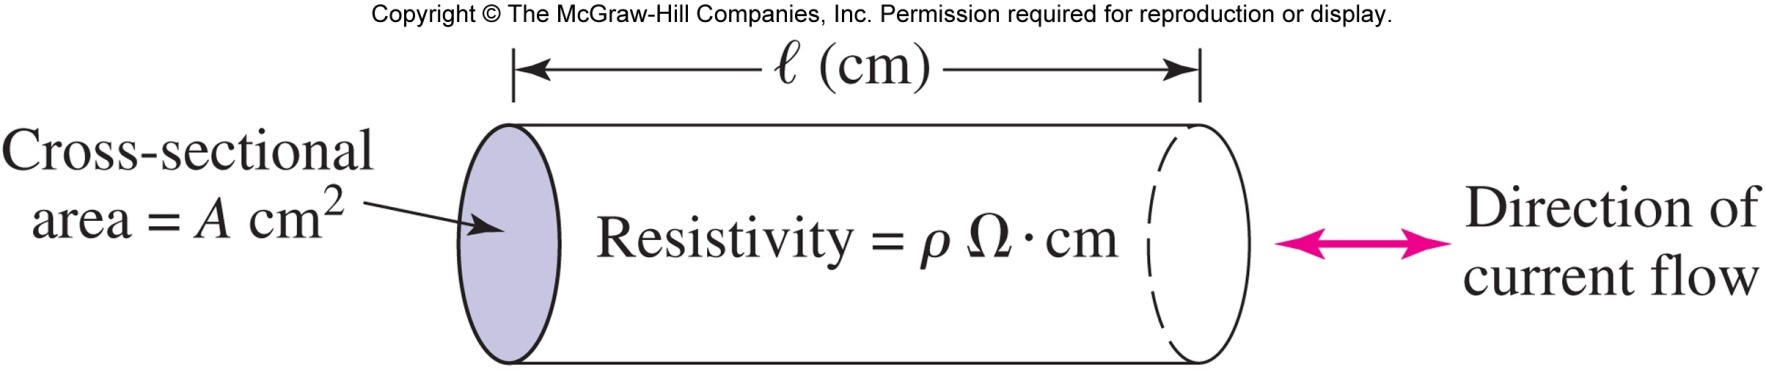 Copyright © The McGraw-Hill Companies, Inc. Permission required for reproduction or display.
ℓ (cm)
Cross-sectional
area = A cm²
Resistivity = ρ Ω · cm
Direction of
current flow